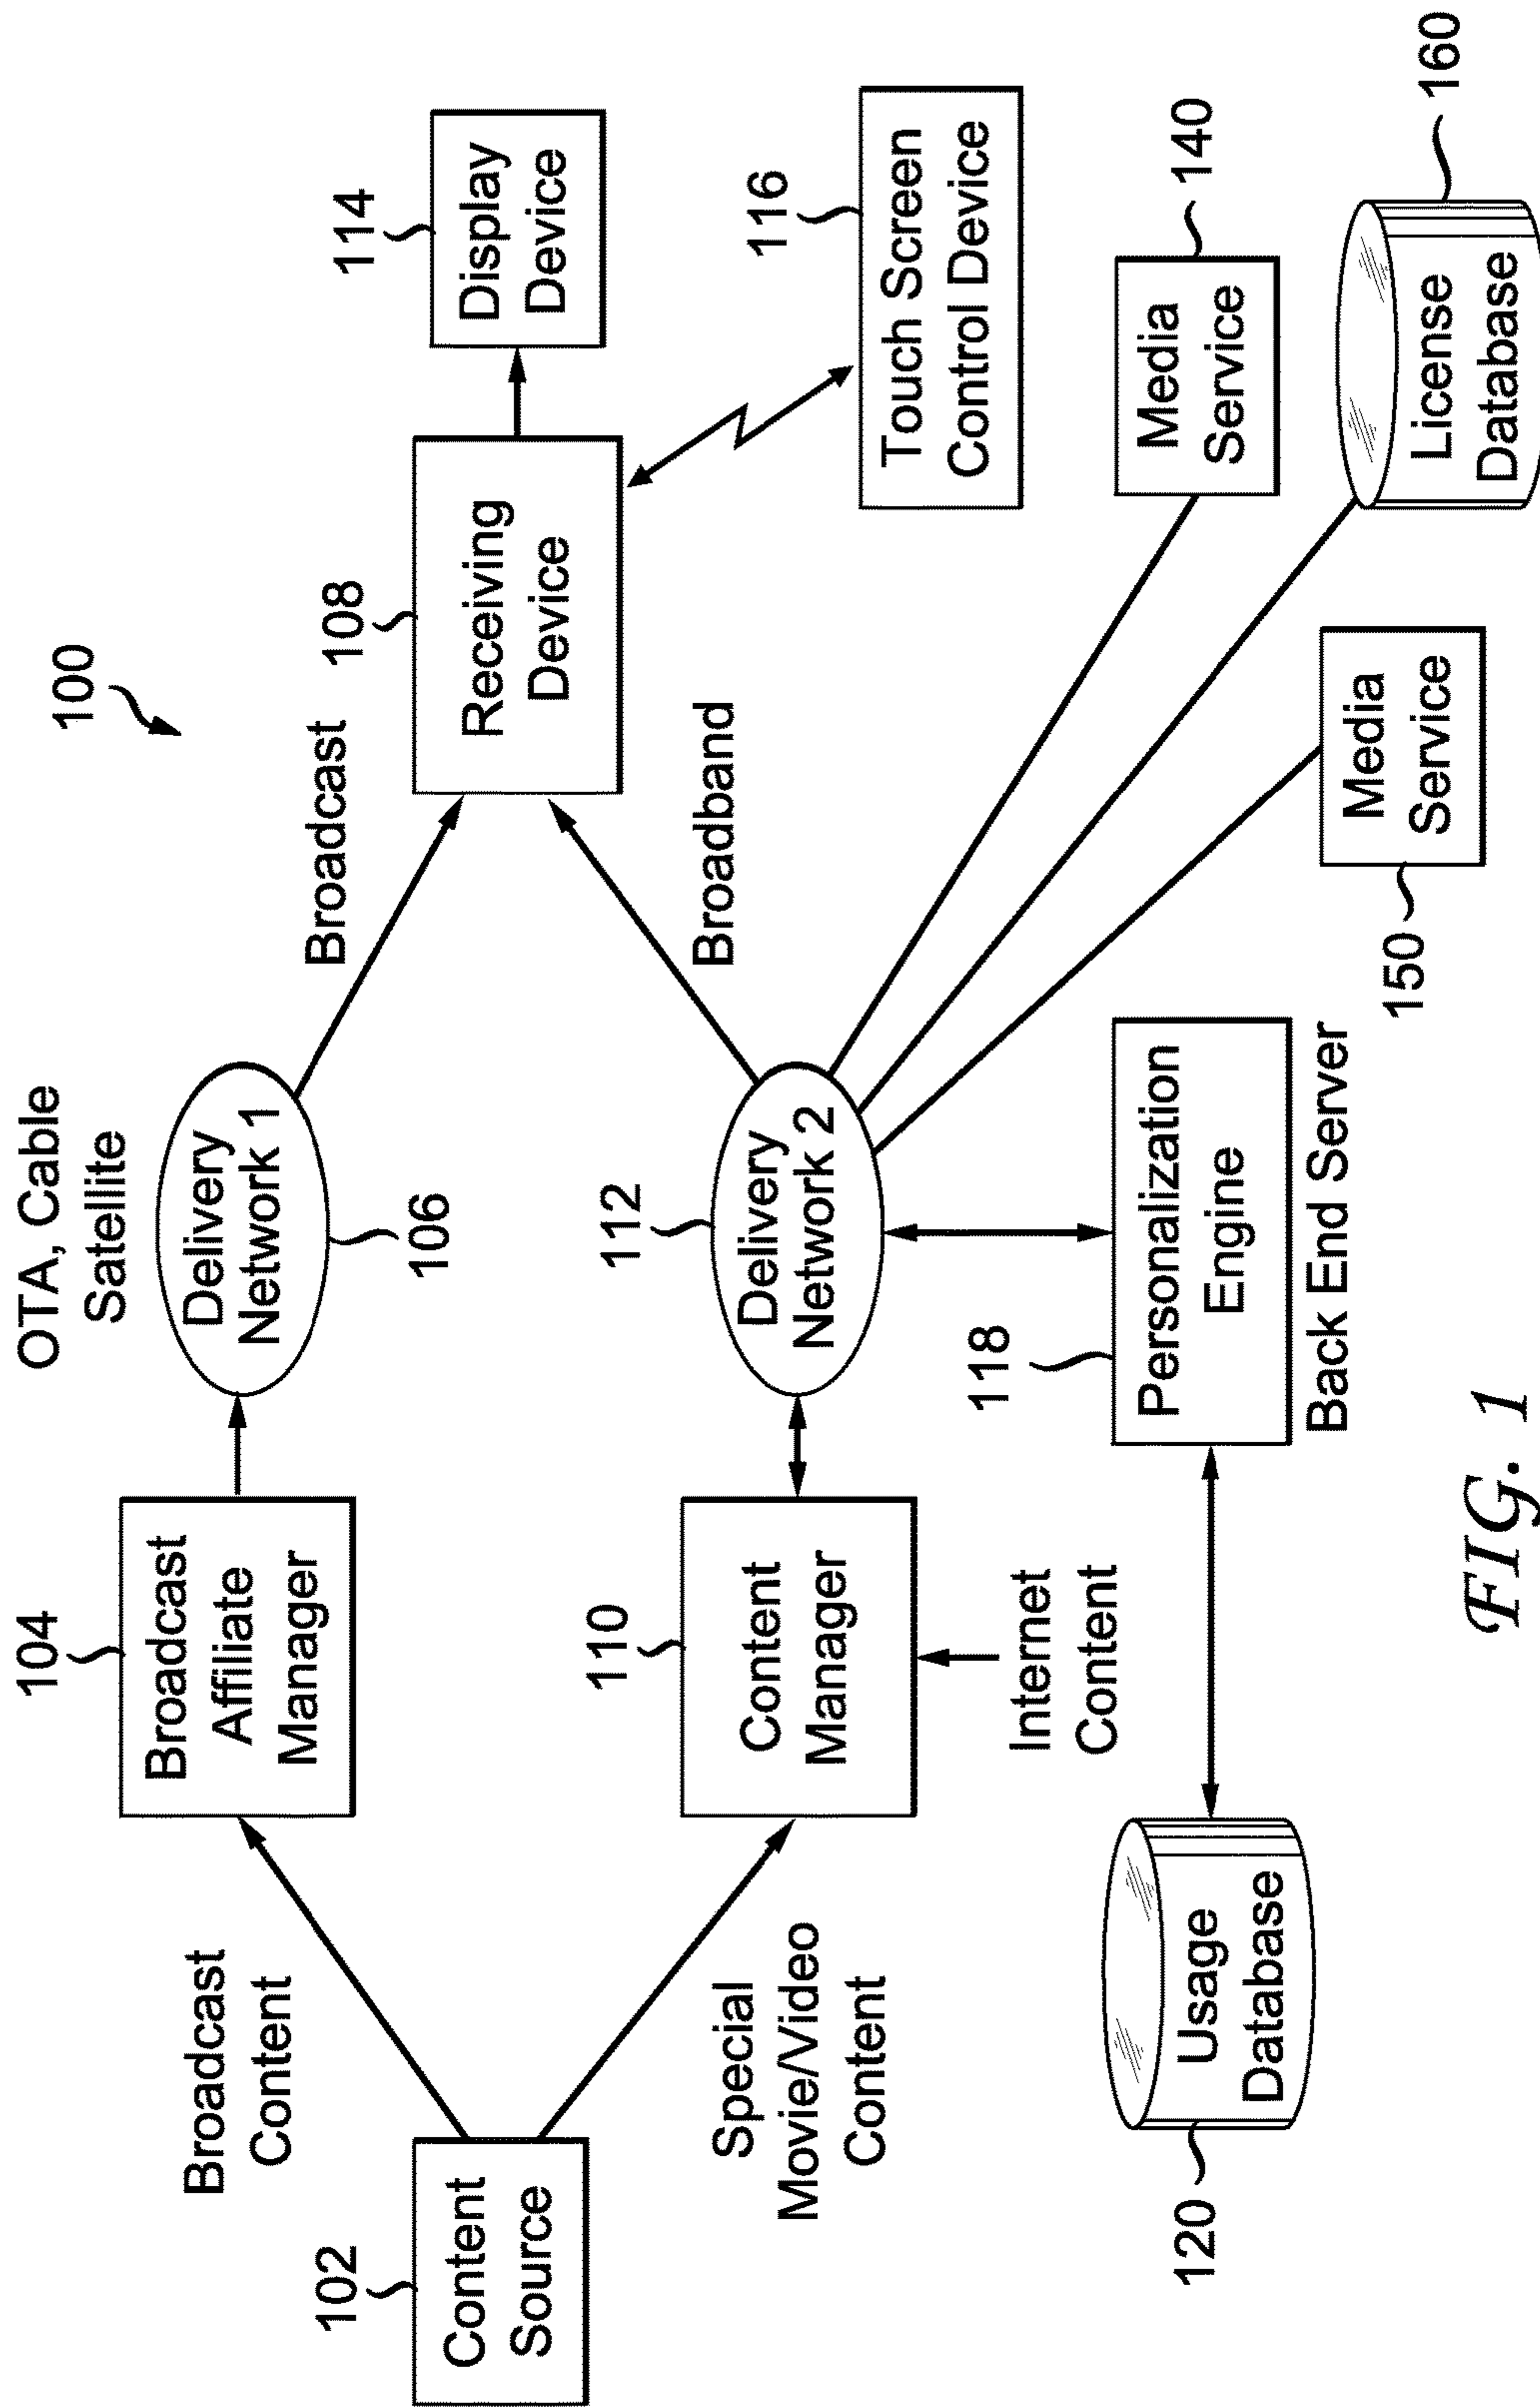 100
OTA, Cable
Satellite
104
Broadcast
Affiliate
Manager
Delivery
Network 1
106
Broadcast
Content
Broadcast
102
Content
Source
108
Receiving
Device
114
Display
Device
Special
Movie/Video
Content
110
Content
Manager
112
Delivery
Network 2
Broadband
116
Touch Screen
Control Device
Internet
Content
118
Personalization
Engine
Back End Server
120
Usage
Database
Media
Service
140
150
Media
Service
License
Database
160
FIG. 1